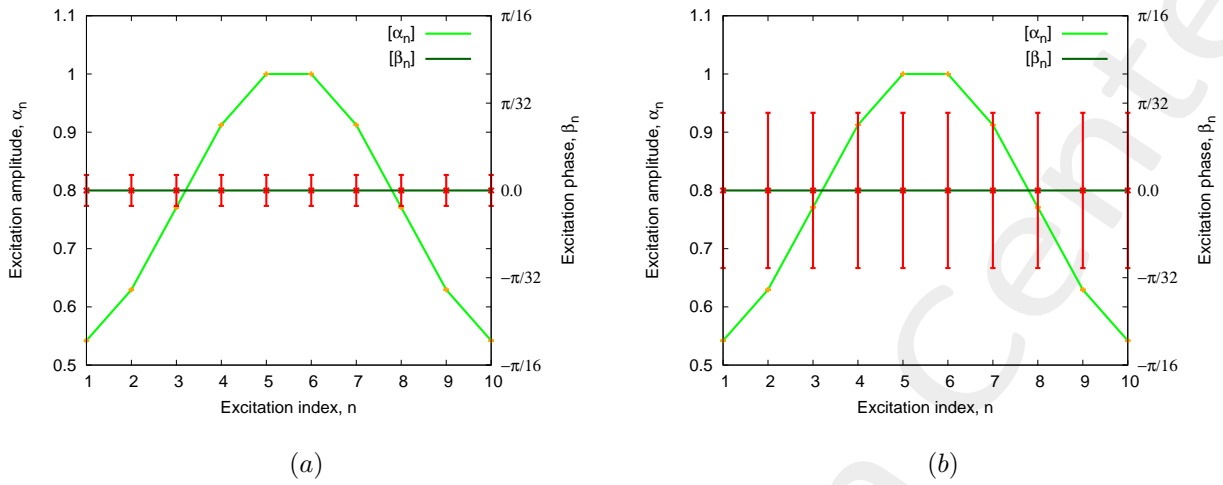 1.1
1
0.9
0.8
0.7
0.6
0.5
Excitation amplitude, αn
π/16
π/32
0.0
−π/32
−π/16
Excitation phase, βn
[αn]
[βn]
1 2 3 4 5 6 7 8 9 10
Excitation index, n
(a)
1.1
1
0.9
0.8
0.7
0.6
0.5
Excitation amplitude, αn
π/16
π/32
0.0
−π/32
−π/16
Excitation phase, βn
[αn]
[βn]
1 2 3 4 5 6 7 8 9 10
Excitation index, n
(b)